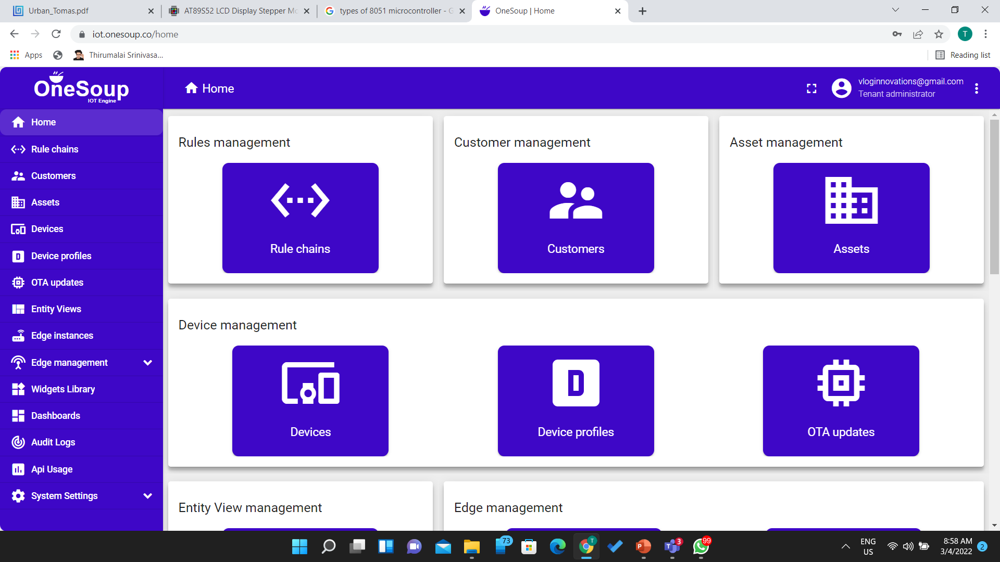 Urban_Tomas.pdf
AT89S52 LCD Display Stepper Mo
types of 8051 microcontroller - G
OneSoup | Home
iot.onesoup.co/home
T
Apps
Thirumalai Srinivasa...
Reading list
OneSoup
IOT Engine
Home
vloginnovations@gmail.com
Tenant administrator
Home
Rule chains
Customers
Assets
Devices
Device profiles
OTA updates
Entity Views
Edge instances
Edge management
Widgets Library
Dashboards
Audit Logs
Api Usage
System Settings
Rules management
Rule chains
Customer management
Customers
Asset management
Assets
Device management
Devices
D
Device profiles
OTA updates
Entity View management
Edge management
73
T
P
T
3
99
ENG
US
8:58 AM
3/4/2022
2